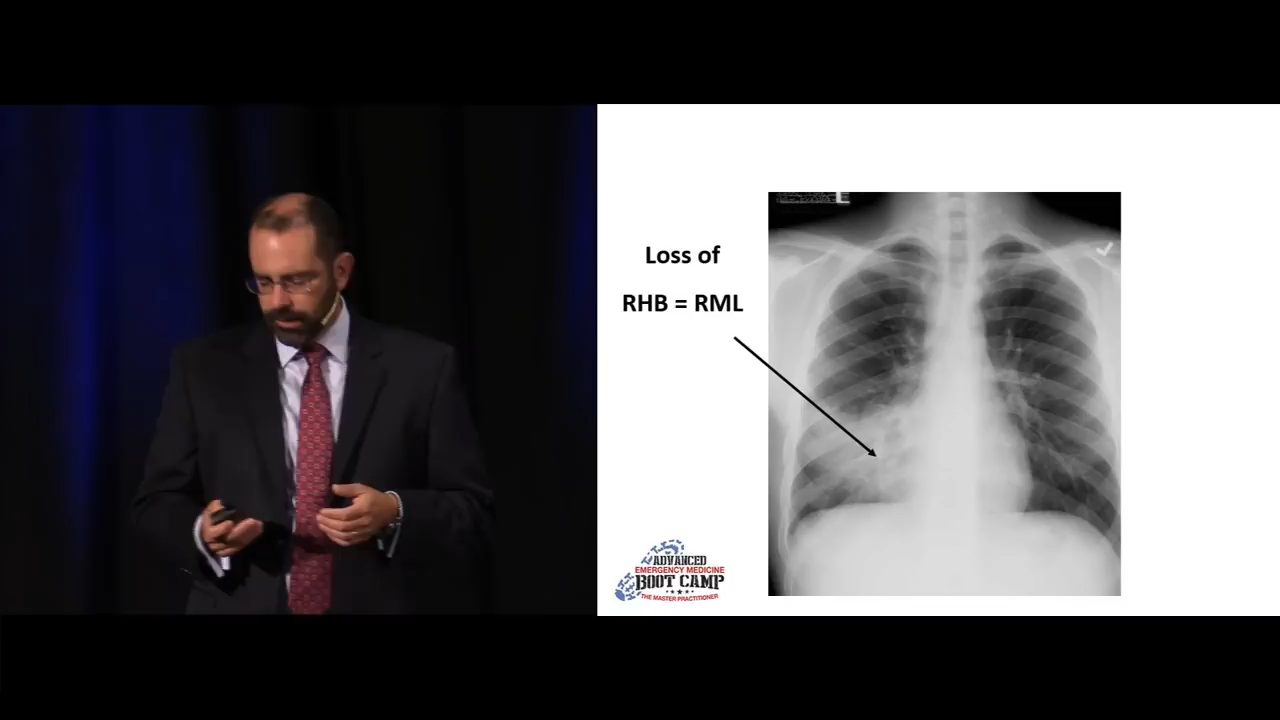 Loss of
RHB = RML
ADVANCED
EMERGENCY MEDICINE
BOOT CAMP
THE MASTER PRACTITIONER